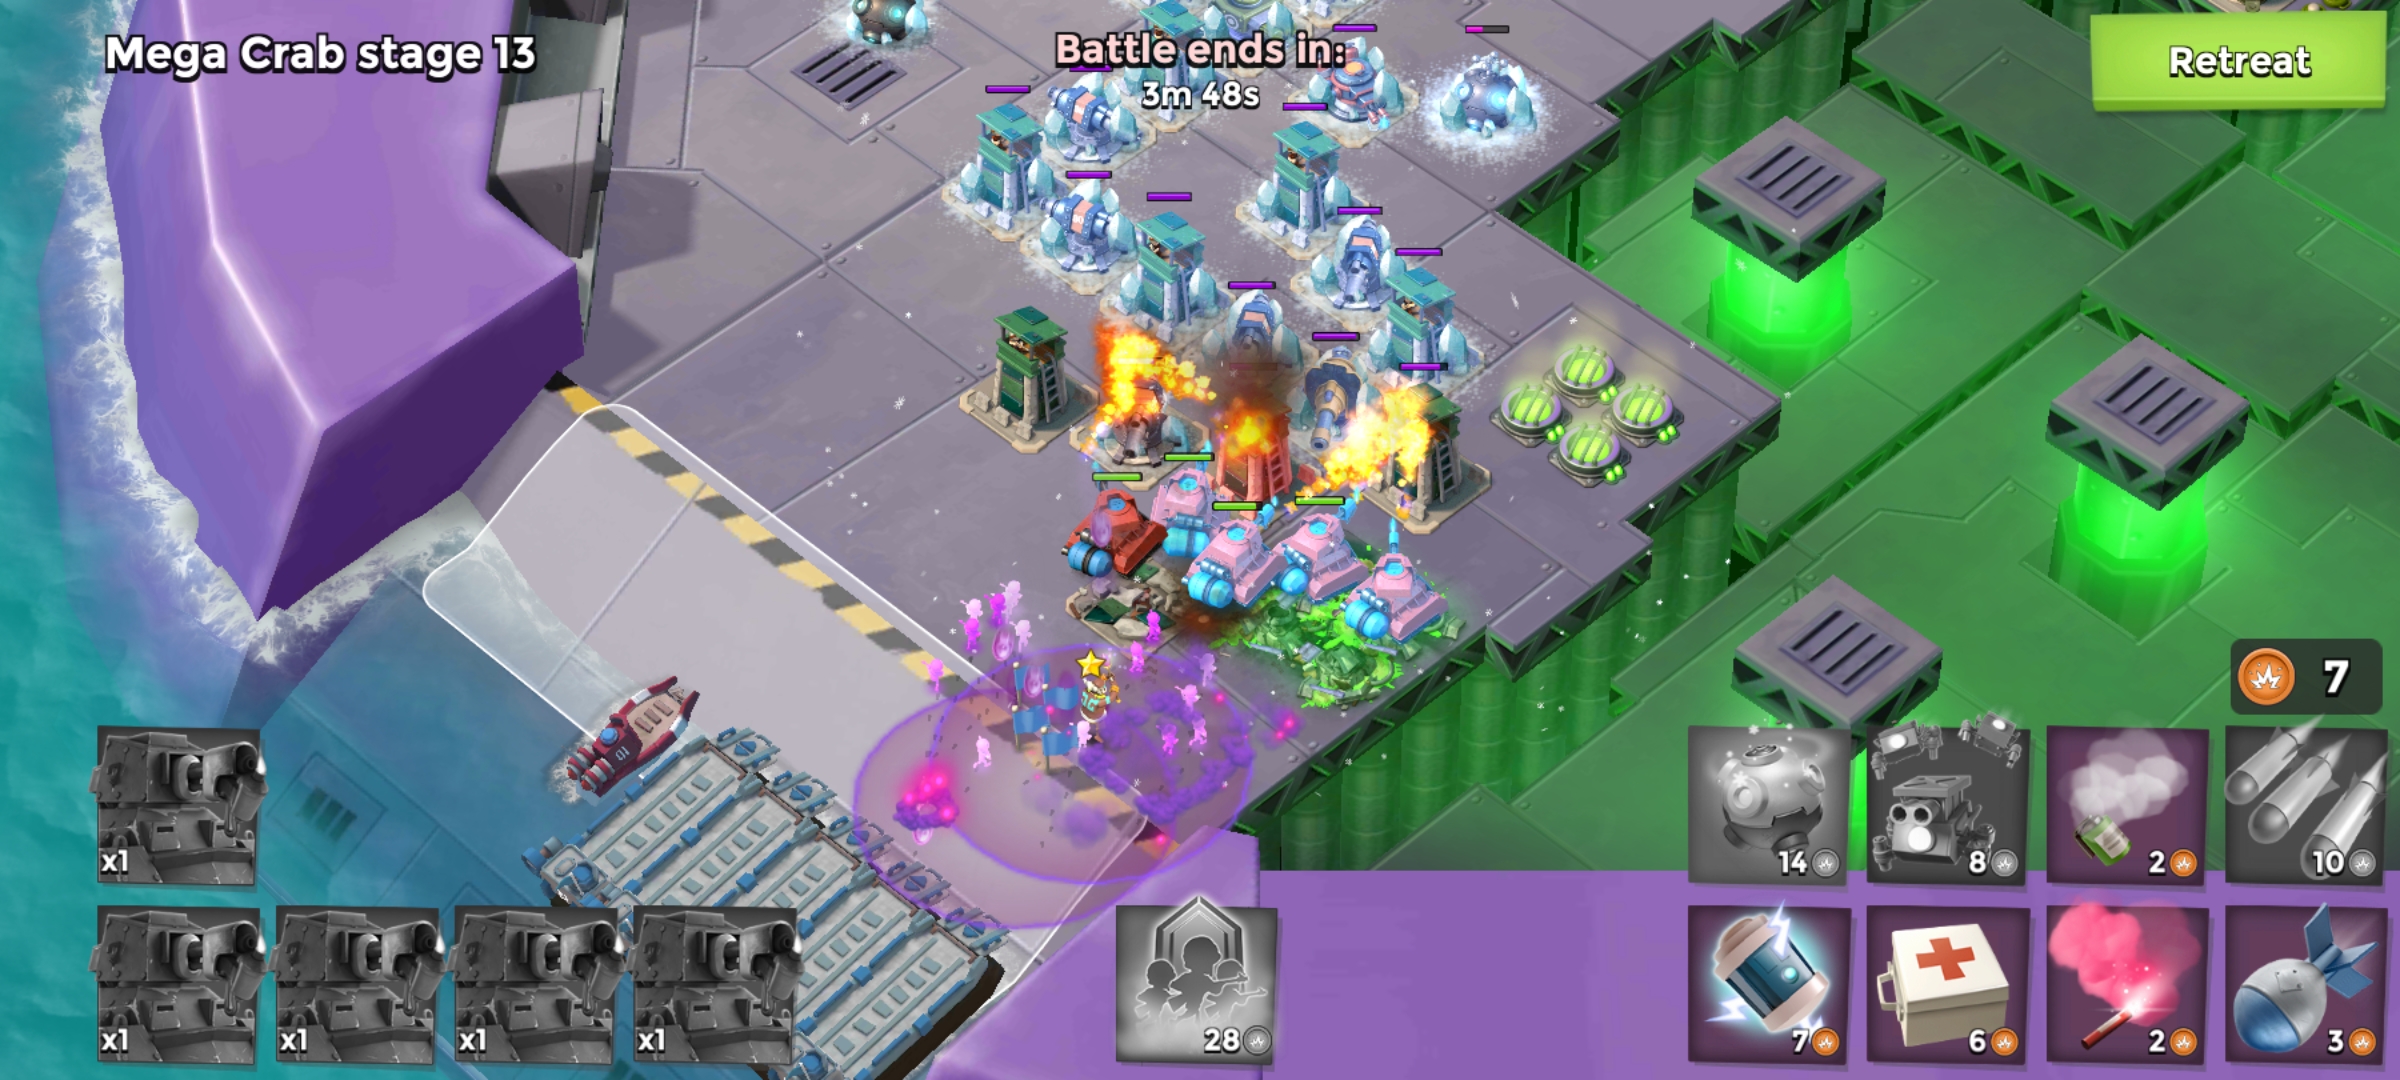 Mega Crab stage 13
Battle ends in:
3m 48s
Retreat
7
x1
14
8
2
10
x1
x1
x1
x1
28
7
6
2
3